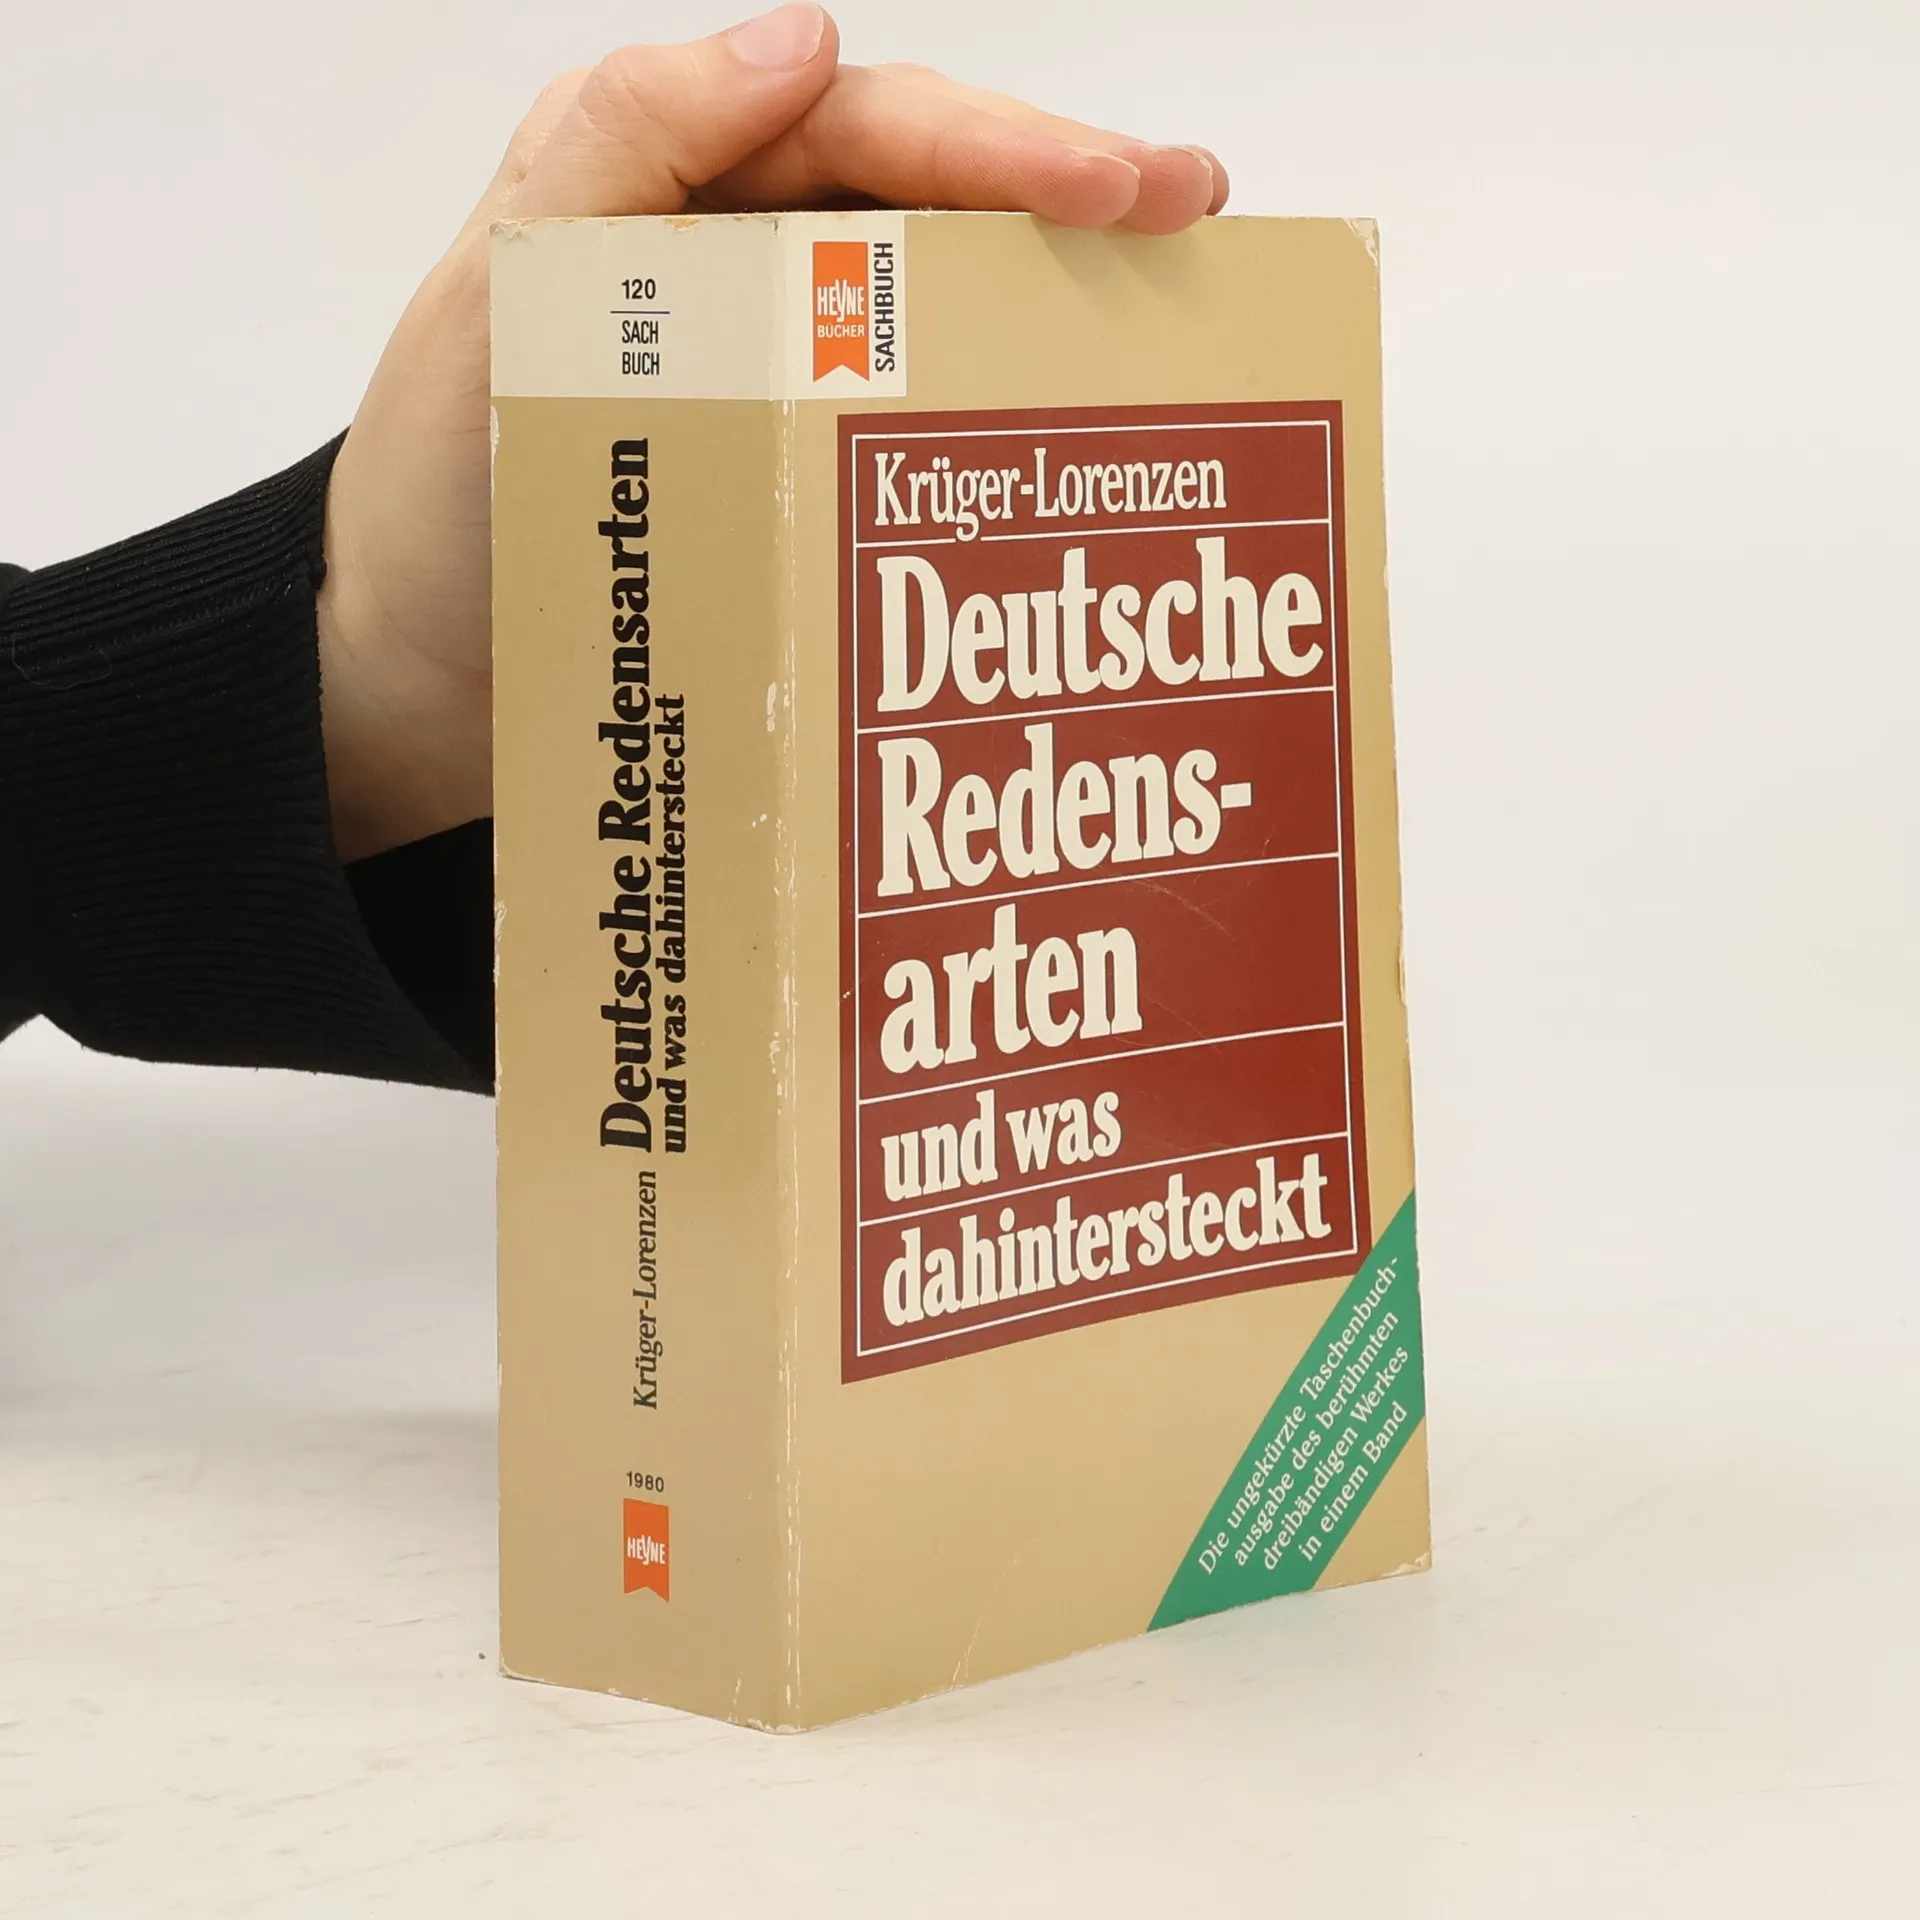 120
SACH
BUCH
Deutsche Redensarten
und was dahintersteckt
Krüger-Lorenzen
1980
HEYNE
HEYNE
BÜCHER
SACHBUCH
Krüger-Lorenzen
Deutsche
Redens-
arten
und was
dahintersteckt
Die ungekürzte Taschenbuch-
ausgabe des berühmten
dreibändigen Werkes
in einem Band